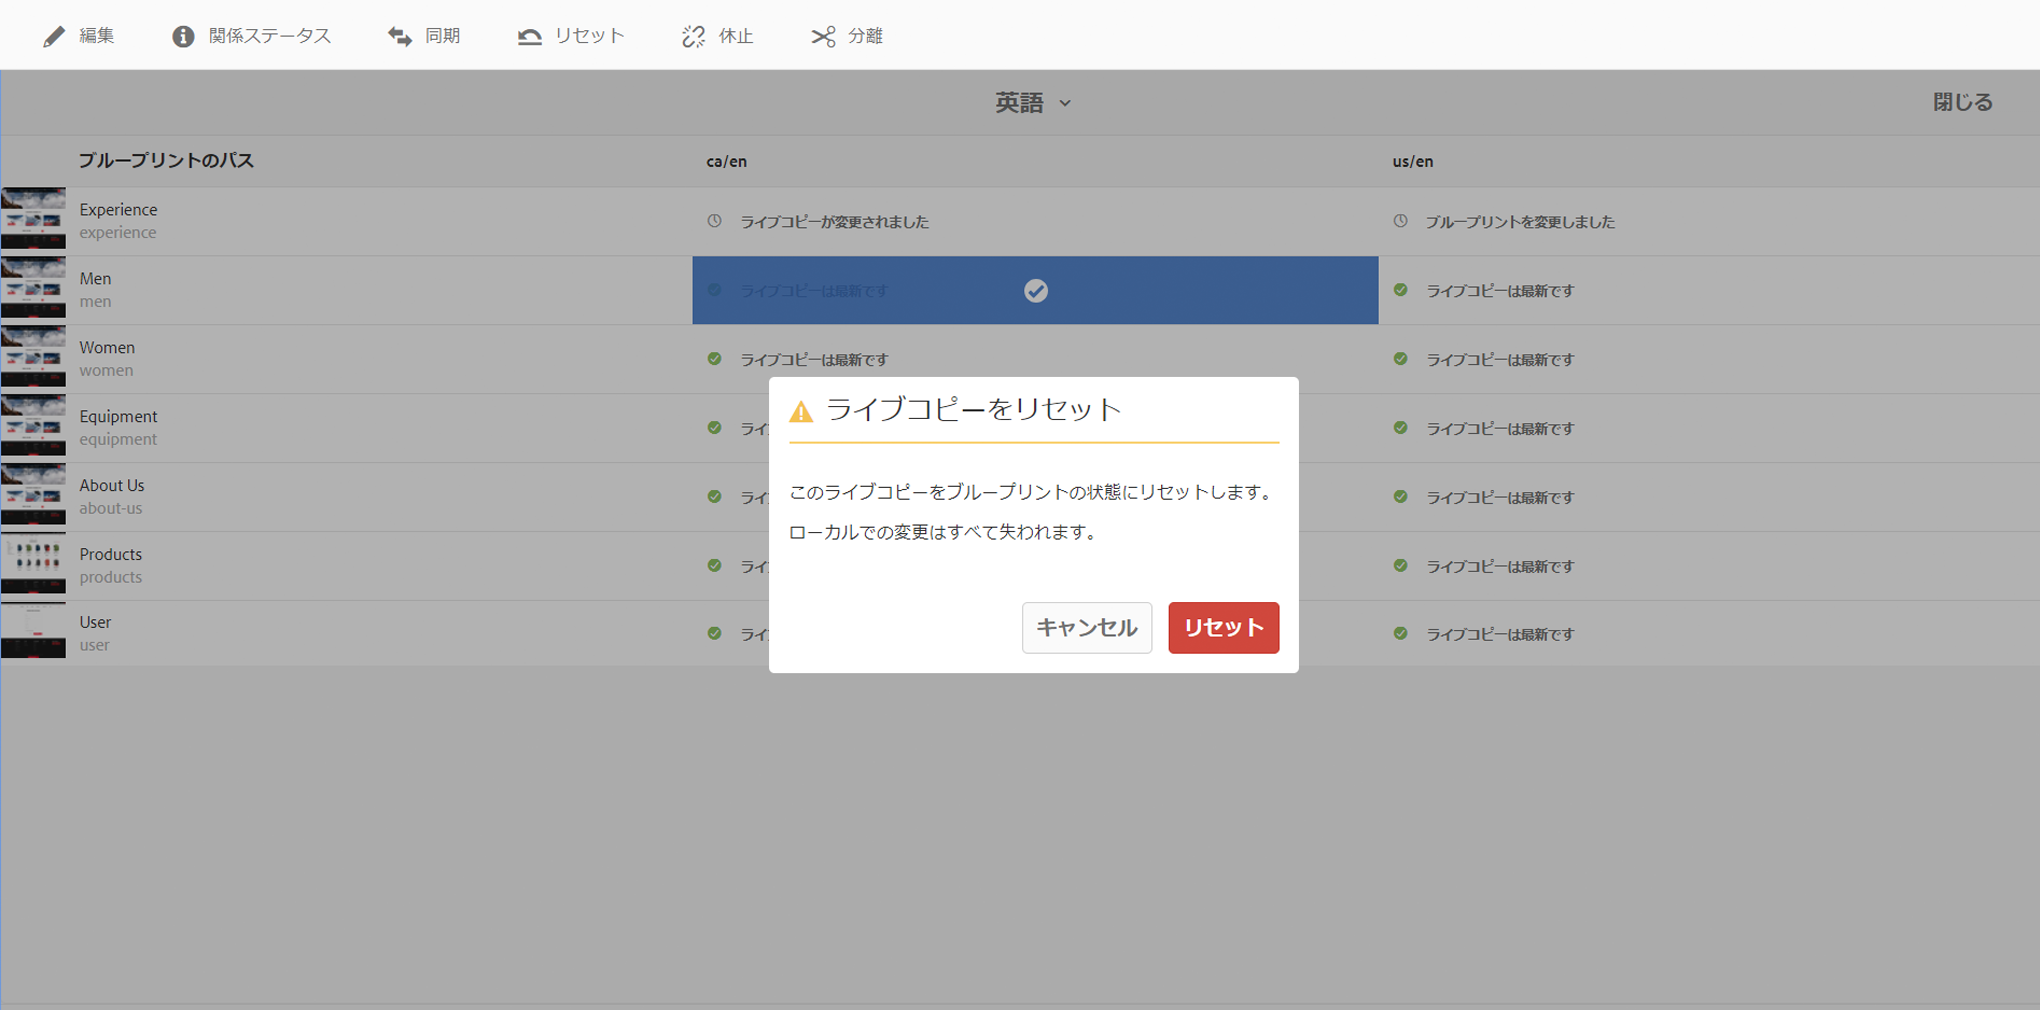 編集 関係ステータス 同期 リセット 休止 分離
英語 閉じる
ブループリントのパス ca/en us/en
Experience
experience
ライブコピーが変更されました ブループリントを変更しました
Men
men
ライブコピーは最新です ライブコピーは最新です
Women
women
ライブコピーは最新です ライブコピーは最新です
Equipment
equipment
ライ ライブコピーは最新です
About Us
about-us
ライ ライブコピーは最新です
Products
products
ライ ライブコピーは最新です
User
user
ライ ライブコピーは最新です
ライブコピーをリセット
このライブコピーをブループリントの状態にリセットします。
ローカルでの変更はすべて失われます。
キャンセル リセット